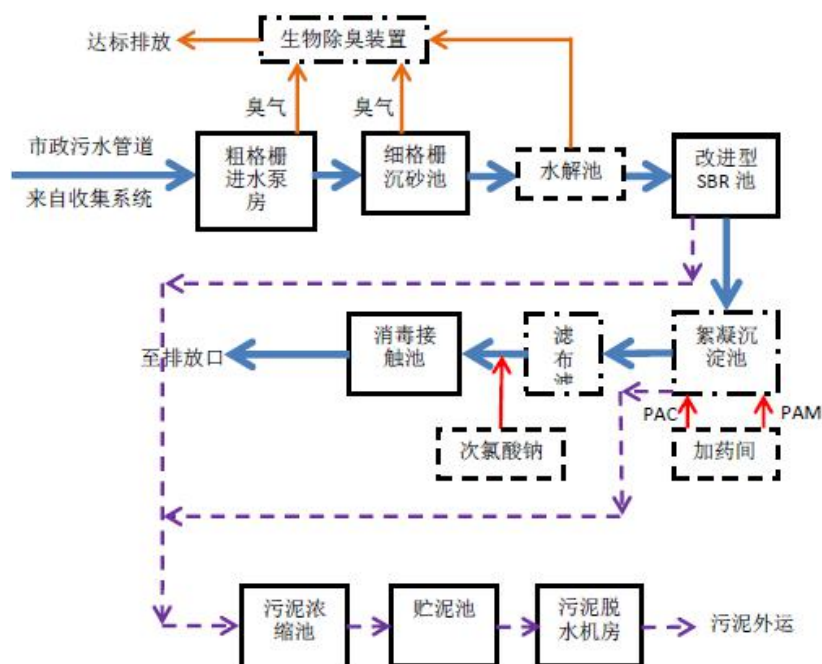 达标排放
生物除臭装置
臭气
臭气
市政污水管道
来自收集系统
粗格栅
进水泵
房
细格栅
沉砂池
水解池
改进型
SBR 池
至排放口
消毒接
触池
滤
布
絮凝沉
淀池
PAC
PAM
次氯酸钠
加药间
污泥浓
缩池
贮泥池
污泥脱
水机房
污泥外运